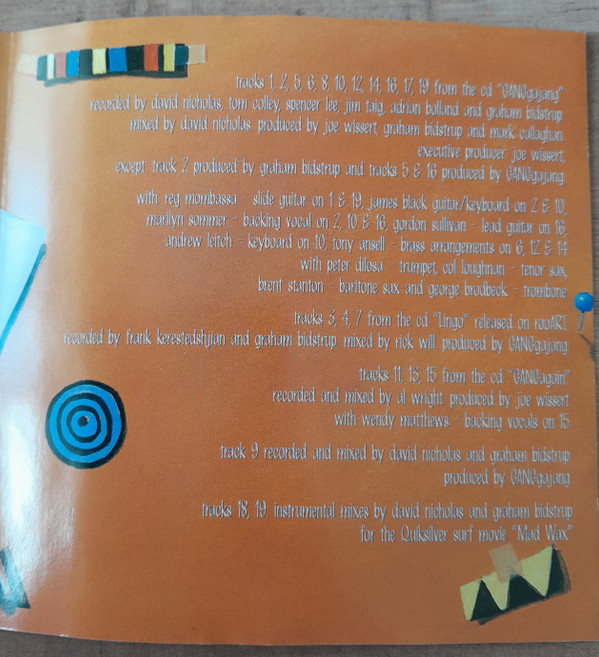 tracks 1, 2, 5, 6, 8, 10, 12, 14, 16, 17, 19 from the cd "GANGgajang"
recorded by david nicholas, tom colley, spencer lee, jim taig, adrian bolland and graham bidstrup
mixed by david nicholas produced by joe wissert, graham bidstrup and mark callaghan
executive producer joe wissert,
except track 2 produced by graham bidstrup and tracks 5 & 16 produced by GANGgajang
with reg mombassa - slide guitar on 1 & 19, james black guitar/keyboard on 2 & 10,
marilyn sommer - backing vocal on 2, 10 & 16, gordon sullivan - lead guitar on 16,
andrew leitch - keyboard on 10, tony ansell - brass arrangements on 6, 12 & 14
with peter dilosa - trumpet, col loughnan - tenor sax,
brent stanton - baritone sax and george brodbeck - trombone
tracks 3, 4, 7 from the cd "Lingo" released on rooART
recorded by frank kerestedshjian and graham bidstrup mixed by rick will produced by GANGgajang
tracks 11, 13, 15 from the cd "GANGagain"
recorded and mixed by al wright produced by joe wissert
with wendy matthews - backing vocals on 15
track 9 recorded and mixed by david nicholas and graham bidstrup
produced by GANGgajang
tracks 18, 19 instrumental mixes by david nicholas and graham bidstrup
for the Quiksilver surf movie "Mad Wax"